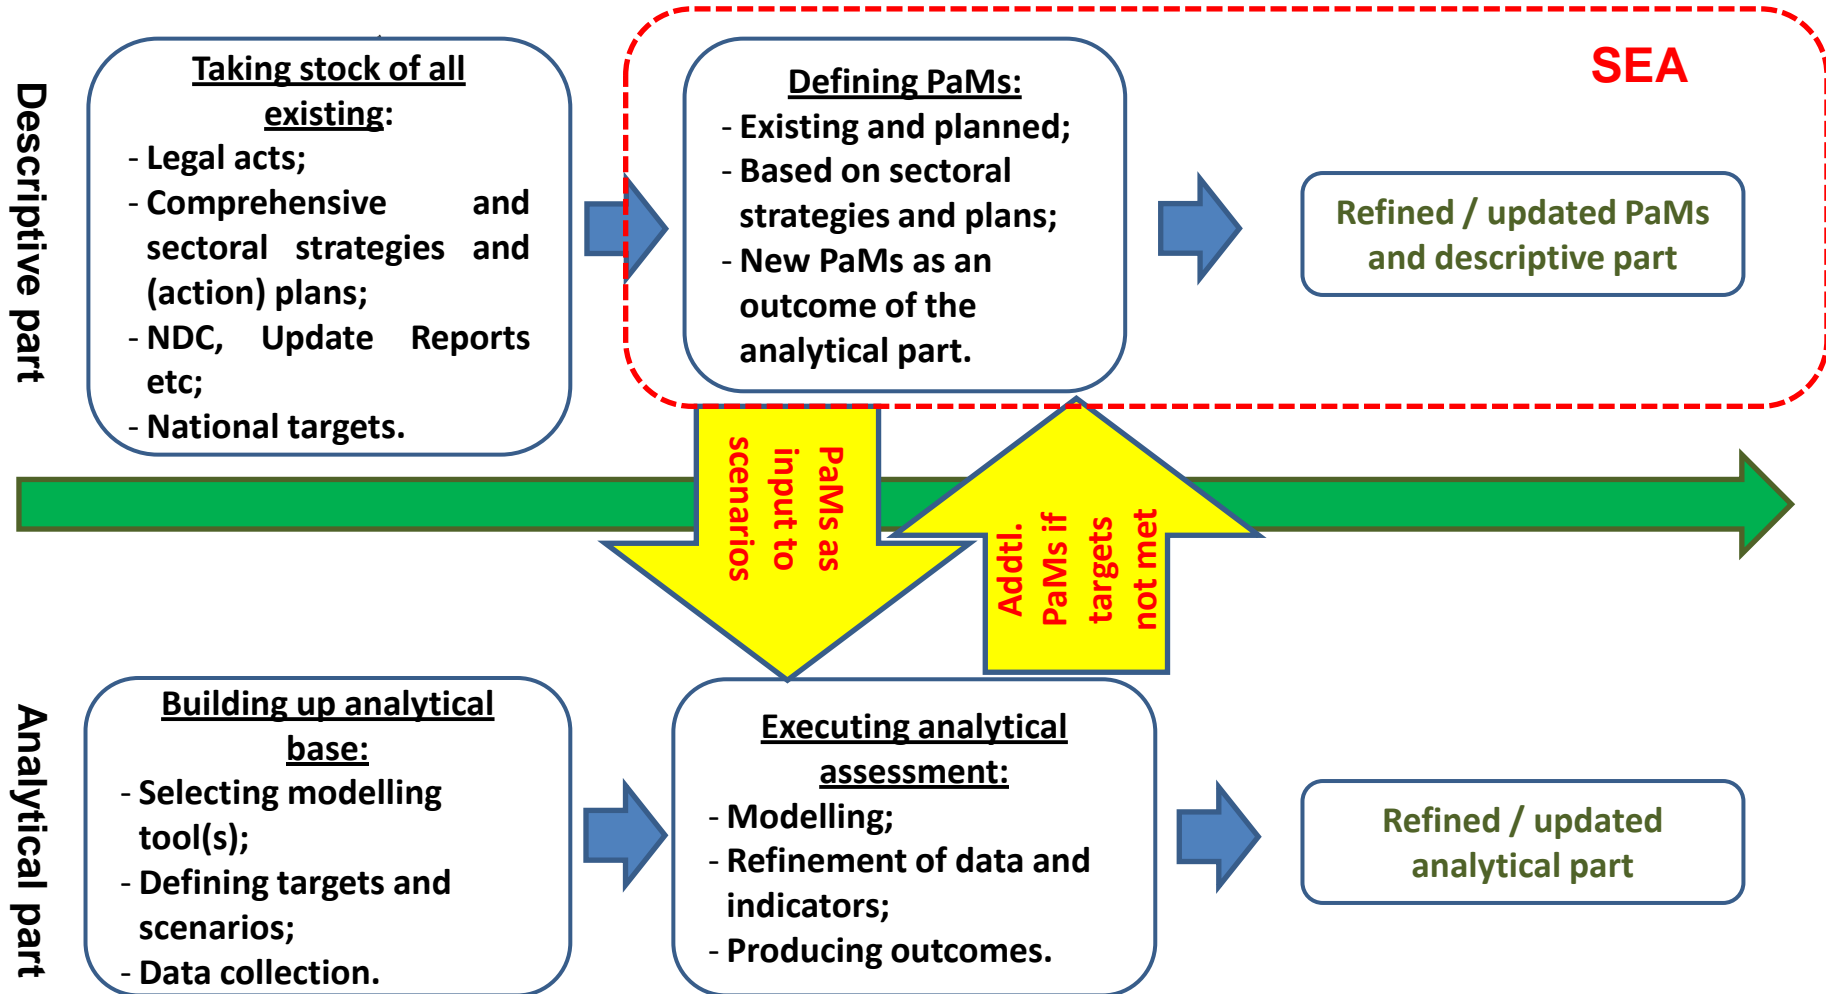 Descriptive part
Taking stock of all
existing:
- Legal acts;
- Comprehensive and
sectoral strategies and
(action) plans;
- NDC, Update Reports
etc;
- National targets.
Defining PaMs:
- Existing and planned;
- Based on sectoral
strategies and plans;
- New PaMs as an
outcome of the
analytical part.
SEA
Refined / updated PaMs
and descriptive part
PaMs as
input to
scenarios
Addtl.
PaMs if
targets
not met
Analytical part
Building up analytical
base:
- Selecting modelling
tool(s);
- Defining targets and
scenarios;
- Data collection.
Executing analytical
assessment:
- Modelling;
- Refinement of data and
indicators;
- Producing outcomes.
Refined / updated
analytical part